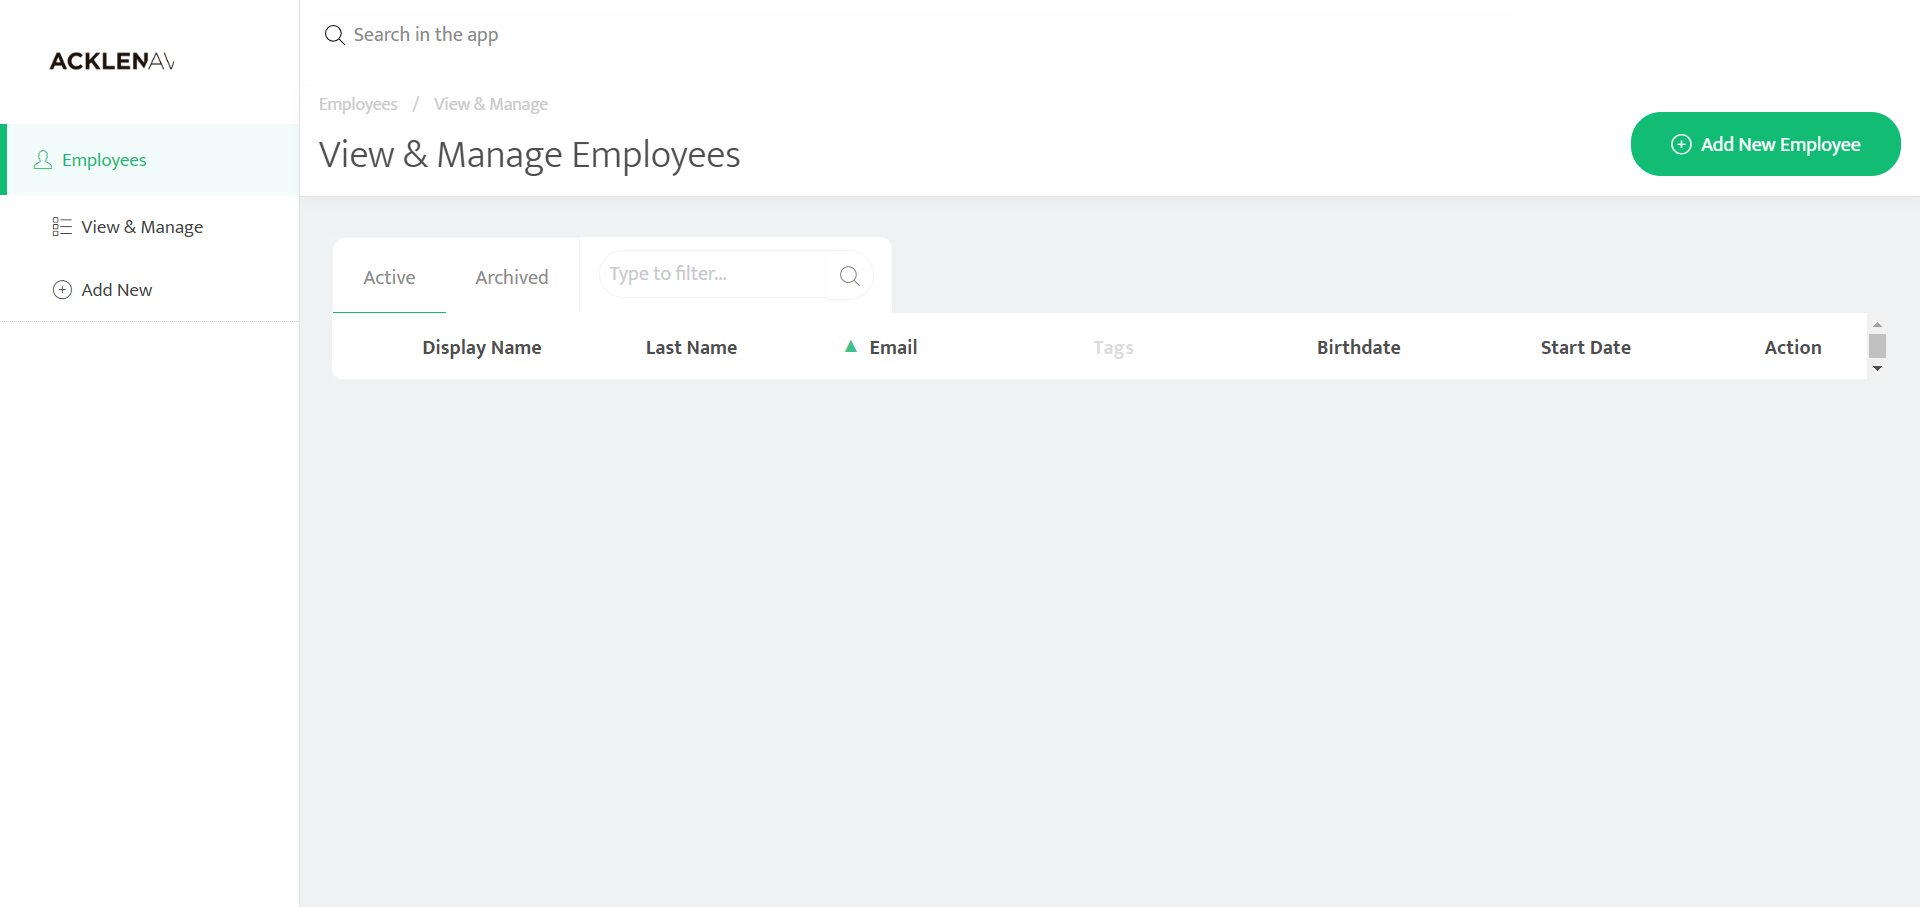 ACKLENAV
Search in the app
Employees / View & Manage
View & Manage Employees
Add New Employee
Employees
View & Manage
Add New
Active Archived Type to filter...
Display Name Last Name Email Tags Birthdate Start Date Action